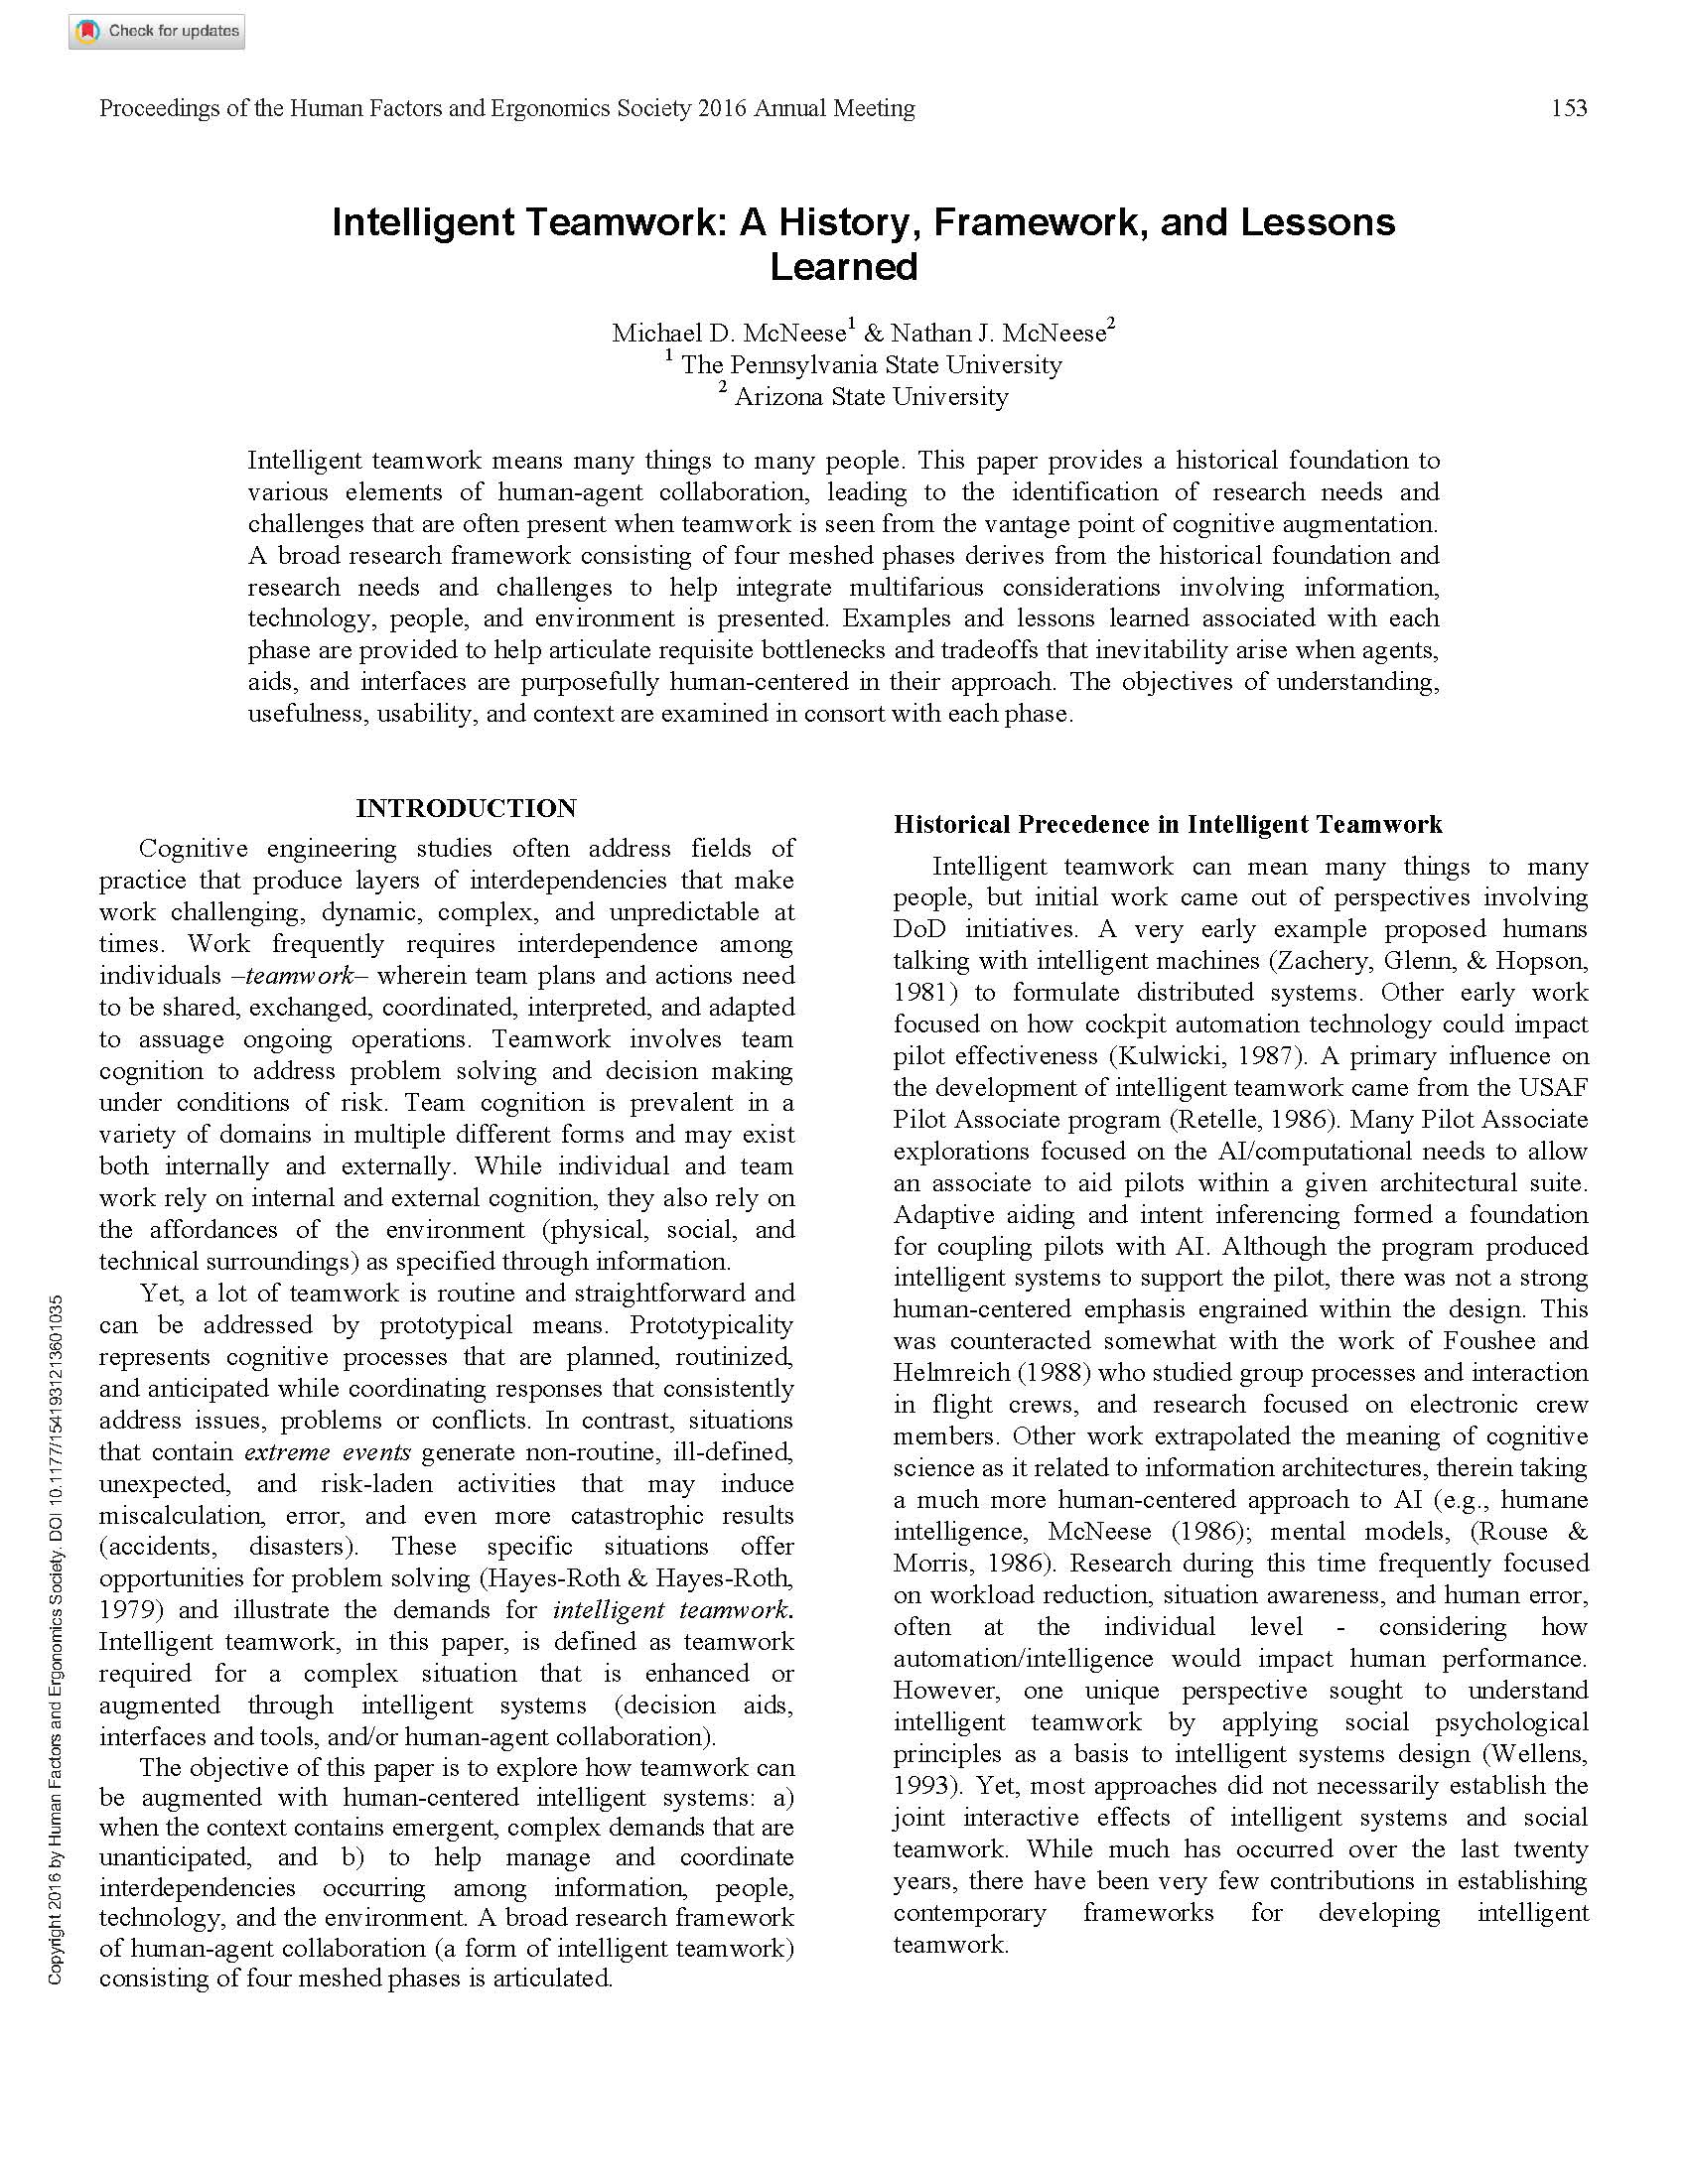 Check for updates
Proceedings of the Human Factors and Ergonomics Society 2016 Annual Meeting
153
Intelligent Teamwork: A History, Framework, and Lessons
Learned
Michael D. McNeese1 & Nathan J. McNeese2
1 The Pennsylvania State University
2 Arizona State University
Intelligent teamwork means many things to many people. This paper provides a historical foundation to
various elements of human-agent collaboration, leading to the identification of research needs and
challenges that are often present when teamwork is seen from the vantage point of cognitive augmentation.
A broad research framework consisting of four meshed phases derives from the historical foundation and
research needs and challenges to help integrate multifarious considerations involving information,
technology, people, and environment is presented. Examples and lessons learned associated with each
phase are provided to help articulate requisite bottlenecks and tradeoffs that inevitability arise when agents,
aids, and interfaces are purposefully human-centered in their approach. The objectives of understanding,
usefulness, usability, and context are examined in consort with each phase.
INTRODUCTION
Cognitive engineering studies often address fields of
practice that produce layers of interdependencies that make
work challenging, dynamic, complex, and unpredictable at
times. Work frequently requires interdependence among
individuals –teamwork– wherein team plans and actions need
to be shared, exchanged, coordinated, interpreted, and adapted
to assuage ongoing operations. Teamwork involves team
cognition to address problem solving and decision making
under conditions of risk. Team cognition is prevalent in a
variety of domains in multiple different forms and may exist
both internally and externally. While individual and team
work rely on internal and external cognition, they also rely on
the affordances of the environment (physical, social, and
technical surroundings) as specified through information.
Yet, a lot of teamwork is routine and straightforward and
can be addressed by prototypical means. Prototypicality
represents cognitive processes that are planned, routinized,
and anticipated while coordinating responses that consistently
address issues, problems or conflicts. In contrast, situations
that contain extreme events generate non-routine, ill-defined,
unexpected, and risk-laden activities that may induce
miscalculation, error, and even more catastrophic results
(accidents, disasters). These specific situations offer
opportunities for problem solving (Hayes-Roth & Hayes-Roth,
1979) and illustrate the demands for intelligent teamwork.
Intelligent teamwork, in this paper, is defined as teamwork
required for a complex situation that is enhanced or
augmented through intelligent systems (decision aids,
interfaces and tools, and/or human-agent collaboration).
The objective of this paper is to explore how teamwork can
be augmented with human-centered intelligent systems: a)
when the context contains emergent, complex demands that are
unanticipated, and b) to help manage and coordinate
interdependencies occurring among information, people,
technology, and the environment. A broad research framework
of human-agent collaboration (a form of intelligent teamwork)
consisting of four meshed phases is articulated.
Historical Precedence in Intelligent Teamwork
Intelligent teamwork can mean many things to many
people, but initial work came out of perspectives involving
DoD initiatives. A very early example proposed humans
talking with intelligent machines (Zachery, Glenn, & Hopson,
1981) to formulate distributed systems. Other early work
focused on how cockpit automation technology could impact
pilot effectiveness (Kulwicki, 1987). A primary influence on
the development of intelligent teamwork came from the USAF
Pilot Associate program (Retelle, 1986). Many Pilot Associate
explorations focused on the AI/computational needs to allow
an associate to aid pilots within a given architectural suite.
Adaptive aiding and intent inferencing formed a foundation
for coupling pilots with AI. Although the program produced
intelligent systems to support the pilot, there was not a strong
human-centered emphasis engrained within the design. This
was counteracted somewhat with the work of Foushee and
Helmreich (1988) who studied group processes and interaction
in flight crews, and research focused on electronic crew
members. Other work extrapolated the meaning of cognitive
science as it related to information architectures, therein taking
a much more human-centered approach to AI (e.g., humane
intelligence, McNeese (1986); mental models, (Rouse &
Morris, 1986). Research during this time frequently focused
on workload reduction, situation awareness, and human error,
often at the individual level - considering how
automation/intelligence would impact human performance.
However, one unique perspective sought to understand
intelligent teamwork by applying social psychological
principles as a basis to intelligent systems design (Wellens,
1993). Yet, most approaches did not necessarily establish the
joint interactive effects of intelligent systems and social
teamwork. While much has occurred over the last twenty
years, there have been very few contributions in establishing
contemporary frameworks for developing intelligent
teamwork.
Copyright 2016 by Human Factors and Ergonomics Society. DOI 10.1177/1541931213601035